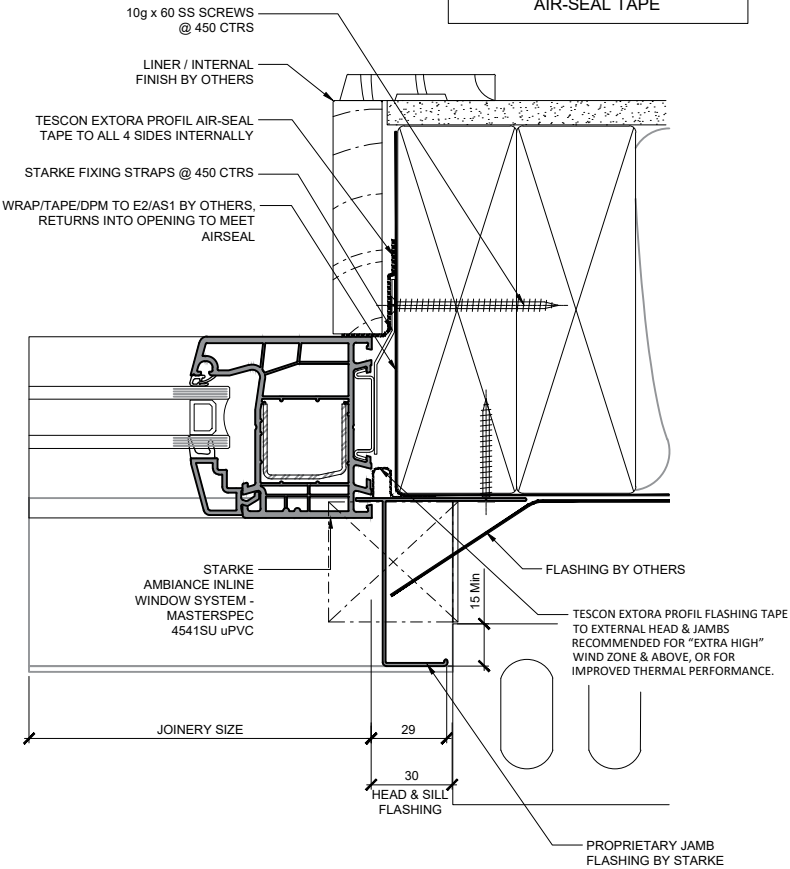 AIR-SEAL TAPE
10g x 60 SS SCREWS
@ 450 CTRS
LINER / INTERNAL
FINISH BY OTHERS
TESCON EXTORA PROFIL AIR-SEAL
TAPE TO ALL 4 SIDES INTERNALLY
STARKE FIXING STRAPS @ 450 CTRS
WRAP/TAPE/DPM TO E2/AS1 BY OTHERS,
RETURNS INTO OPENING TO MEET
AIRSEAL
STARKE
AMBIANCE INLINE
WINDOW SYSTEM -
MASTERSPEC
4541SU uPVC
FLASHING BY OTHERS
15 Min
TESCON EXTORA PROFIL FLASHING TAPE
TO EXTERNAL HEAD & JAMBS
RECOMMENDED FOR “EXTRA HIGH”
WIND ZONE & ABOVE, OR FOR
IMPROVED THERMAL PERFORMANCE.
JOINERY SIZE
29
30
HEAD & SILL
FLASHING
PROPRIETARY JAMB
FLASHING BY STARKE